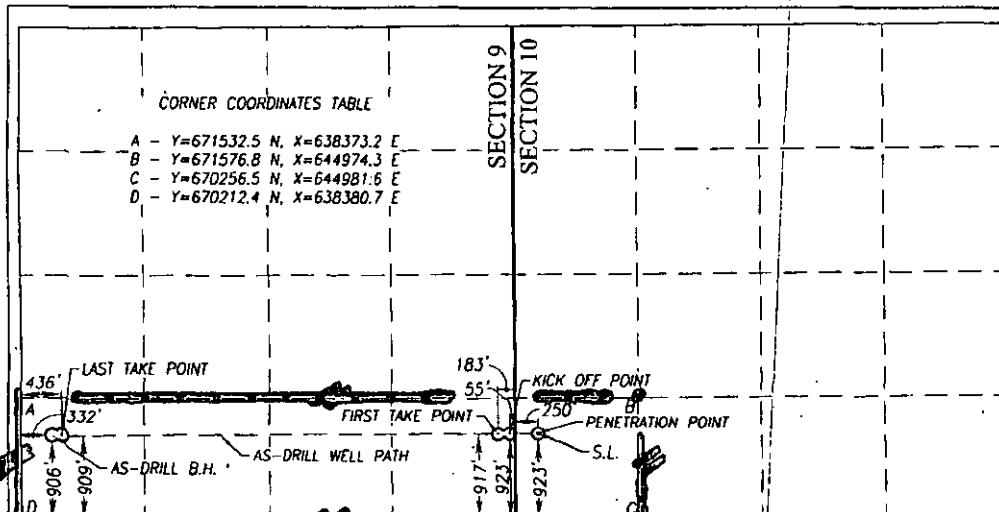 SECTION 9
SECTION 10
CORNER COORDINATES TABLE
A - Y=671532.5 N, X=638373.2 E
B - Y=671576.8 N, X=644974.3 E
C - Y=670256.5 N, X=644981.6 E
D - Y=670212.4 N, X=638380.7 E
LAST TAKE POINT
436'
183'
KICK OFF POINT
55'
A
332'
FIRST TAKE POINT
250'
B
PENETRATION POINT
AS-DRILL B.H.
AS-DRILL WELL PATH
S.L.
906'
909'
917'
923'
923'
D
C